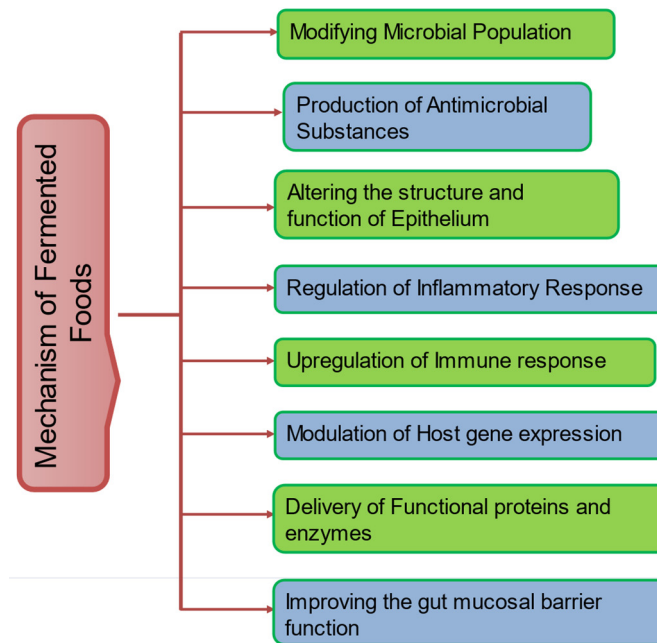 Mechanism of Fermented
Foods
Modifying Microbial Population
Production of Antimicrobial
Substances
Altering the structure and
function of Epithelium
Regulation of Inflammatory Response
Upregulation of Immune response
Modulation of Host gene expression
Delivery of Functional proteins and
enzymes
Improving the gut mucosal barrier
function